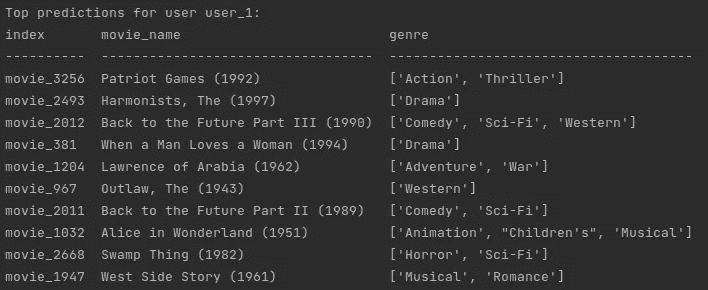 Top predictions for user user_1:
index       movie_name                          genre
----------  ----------------------------------  --------------------------------------
movie_3256  Patriot Games (1992)                ['Action', 'Thriller']
movie_2493  Harmonists, The (1997)              ['Drama']
movie_2012  Back to the Future Part III (1990)  ['Comedy', 'Sci-Fi', 'Western']
movie_381   When a Man Loves a Woman (1994)     ['Drama']
movie_1204  Lawrence of Arabia (1962)           ['Adventure', 'War']
movie_967   Outlaw, The (1943)                  ['Western']
movie_2011  Back to the Future Part II (1989)   ['Comedy', 'Sci-Fi']
movie_1032  Alice in Wonderland (1951)          ['Animation', "Children's", 'Musical']
movie_2668  Swamp Thing (1982)                  ['Horror', 'Sci-Fi']
movie_1947  West Side Story (1961)              ['Musical', 'Romance']